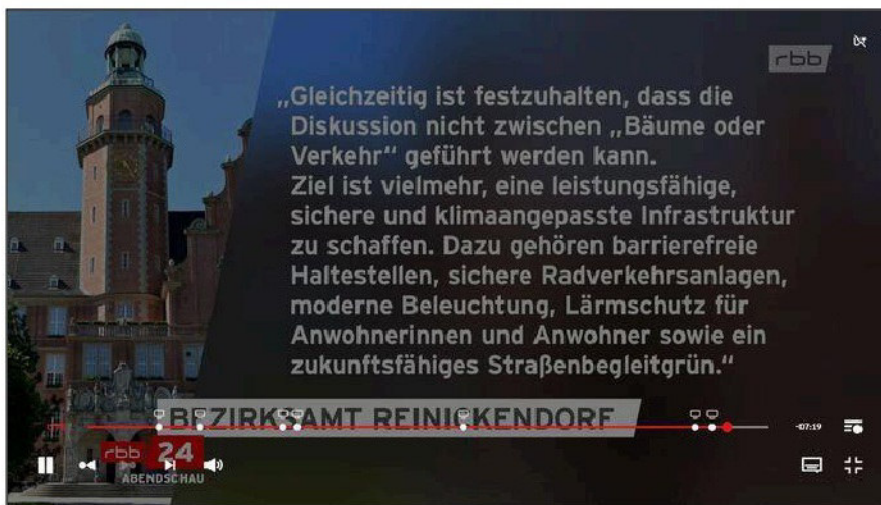 rbb
„Gleichzeitig ist festzuhalten, dass die
Diskussion nicht zwischen „Bäume oder
Verkehr“ geführt werden kann.
Ziel ist vielmehr, eine leistungsfähige,
sichere und klimaangepasste Infrastruktur
zu schaffen. Dazu gehören barrierefreie
Haltestellen, sichere Radverkehrsanlagen,
moderne Beleuchtung, Lärmschutz für
Anwohnerinnen und Anwohner sowie ein
zukunftsfähiges Straßenbegleitgrün.“
BEZIRKSAMT REINICKENDORF
-07:19
rbb 24
ABENDSCHAU